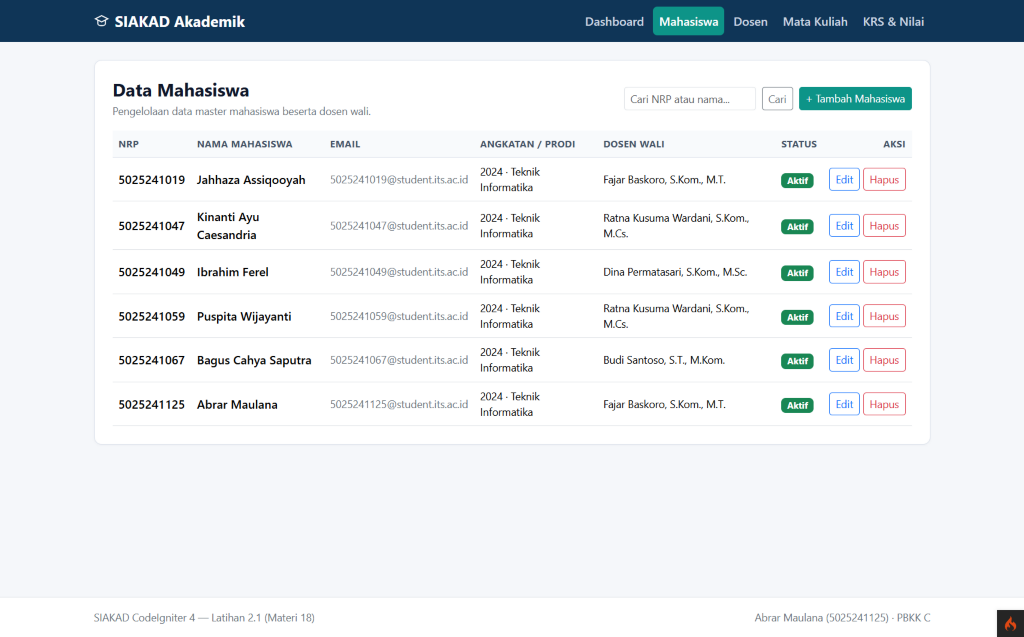 SIAKAD Akademik
Dashboard Mahasiswa Dosen Mata Kuliah KRS & Nilai
Data Mahasiswa
Pengelolaan data master mahasiswa beserta dosen wali.
Cari NRP atau nama... Cari + Tambah Mahasiswa
NRP NAMA MAHASISWA EMAIL ANGKATAN / PRODI DOSEN WALI STATUS AKSI
5025241019 Jahhaza Assiqooyah 5025241019@student.its.ac.id 2024 · Teknik Informatika Fajar Baskoro, S.Kom., M.T. Aktif Edit Hapus
5025241047 Kinanti Ayu Caesandria 5025241047@student.its.ac.id 2024 · Teknik Informatika Ratna Kusuma Wardani, S.Kom., M.Cs. Aktif Edit Hapus
5025241049 Ibrahim Ferel 5025241049@student.its.ac.id 2024 · Teknik Informatika Dina Permatasari, S.Kom., M.Sc. Aktif Edit Hapus
5025241059 Puspita Wijayanti 5025241059@student.its.ac.id 2024 · Teknik Informatika Ratna Kusuma Wardani, S.Kom., M.Cs. Aktif Edit Hapus
5025241067 Bagus Cahya Saputra 5025241067@student.its.ac.id 2024 · Teknik Informatika Budi Santoso, S.T., M.Kom. Aktif Edit Hapus
5025241125 Abrar Maulana 5025241125@student.its.ac.id 2024 · Teknik Informatika Fajar Baskoro, S.Kom., M.T. Aktif Edit Hapus
SIAKAD CodeIgniter 4 — Latihan 2.1 (Materi 18)
Abrar Maulana (5025241125) · PBKK C